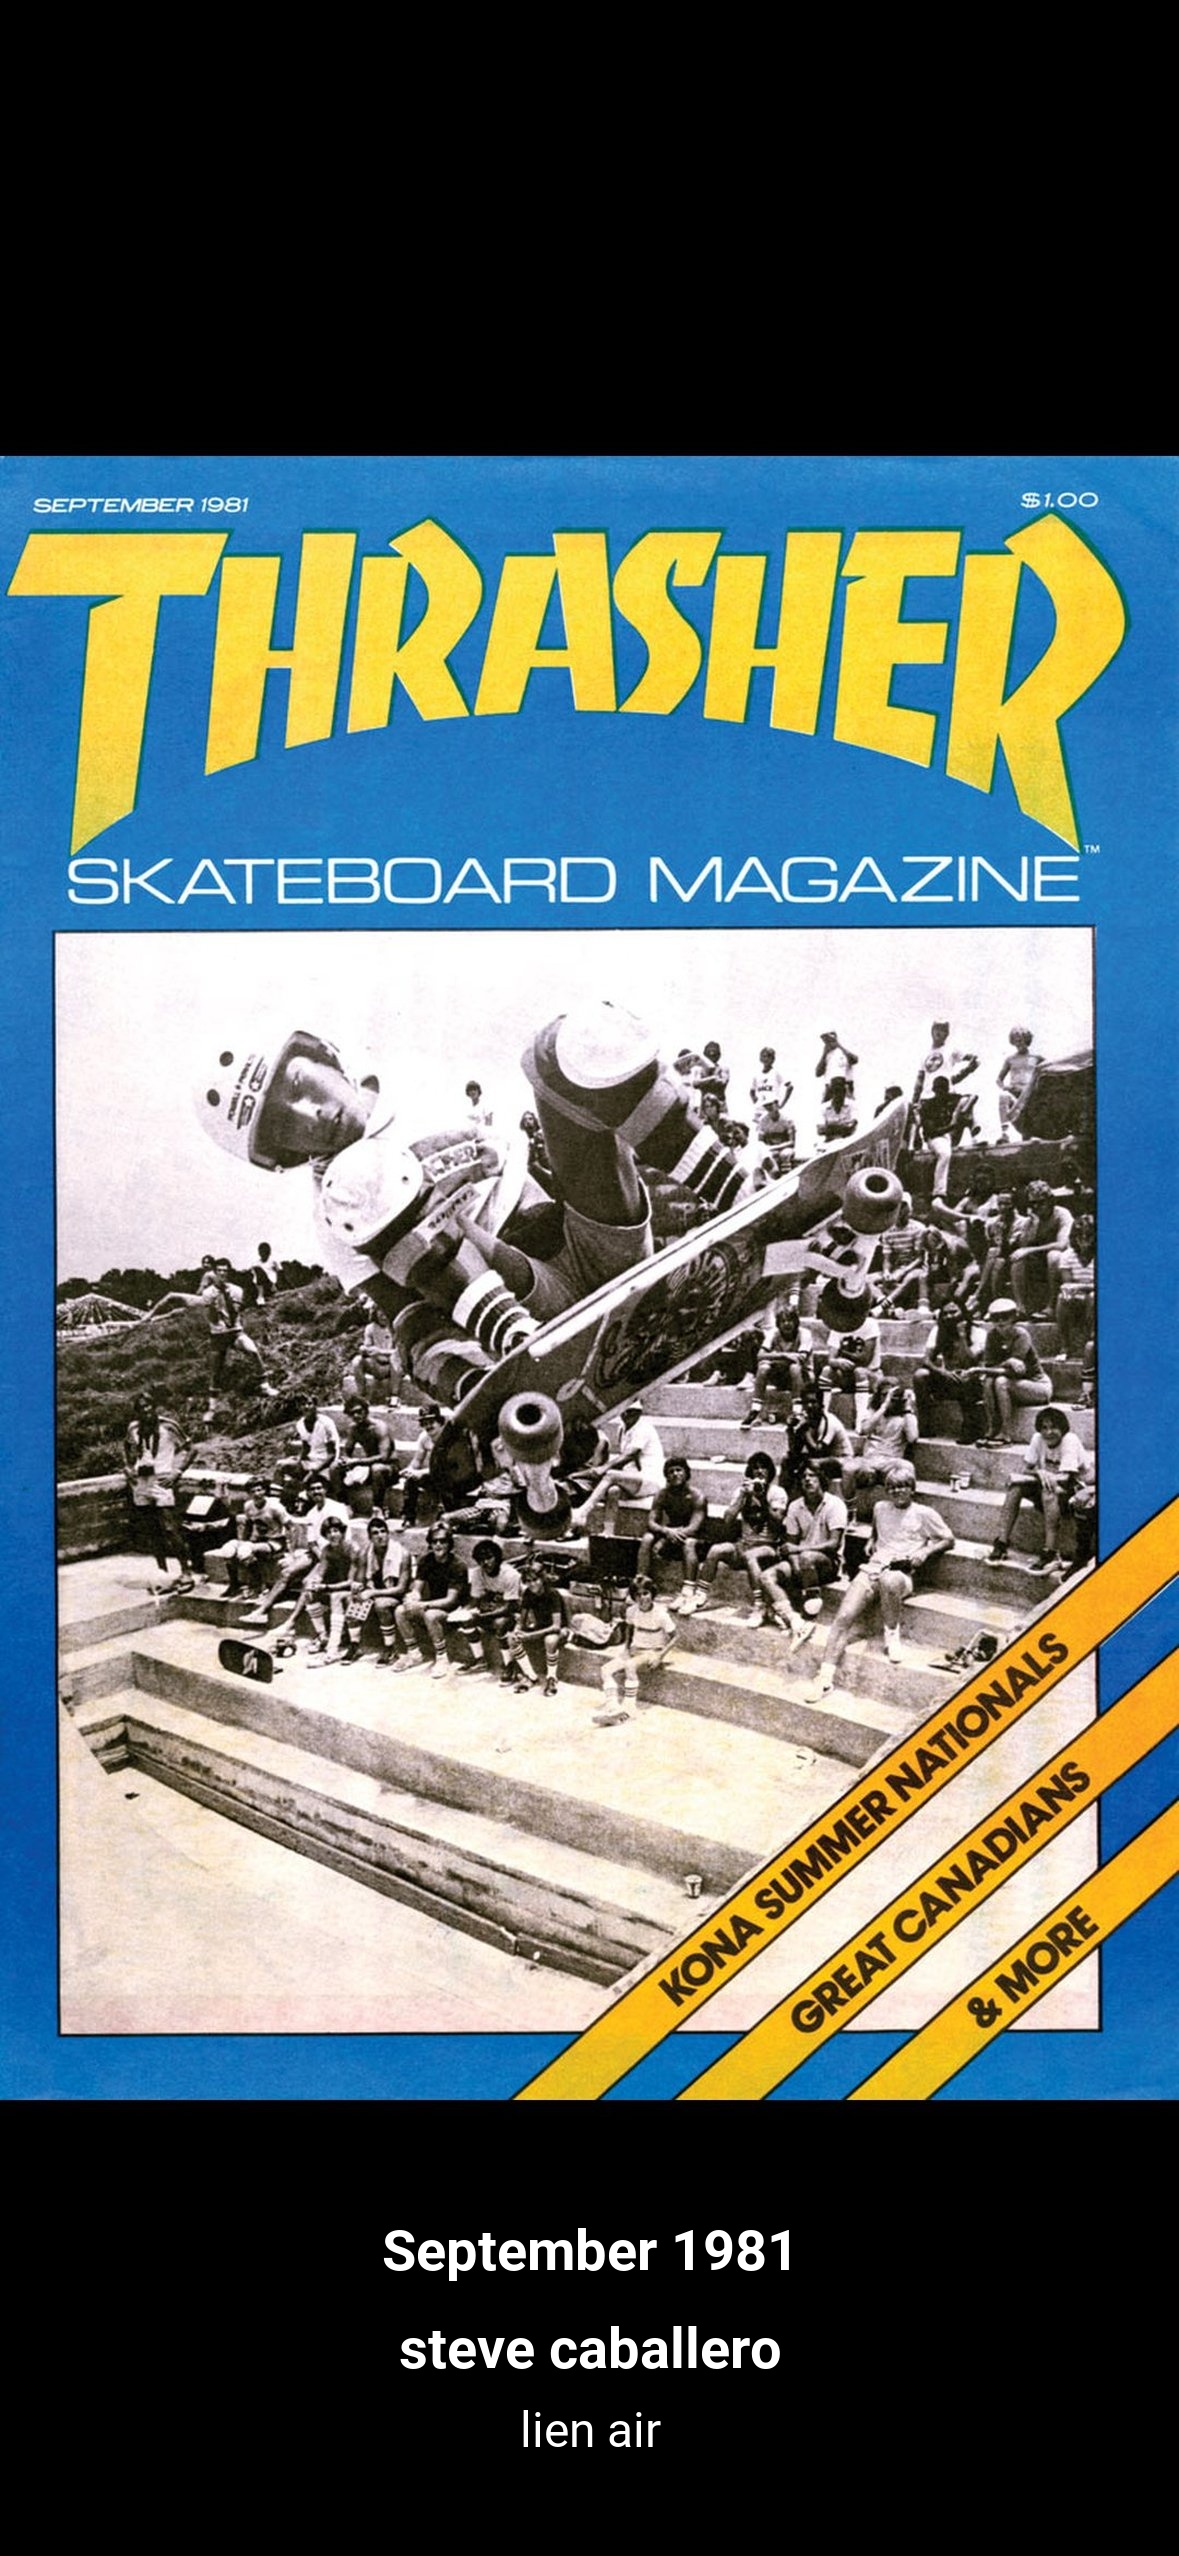 SEPTEMBER 1981
$1.00
THRASHER
TM
SKATEBOARD MAGAZINE
KONA SUMMER NATIONALS
GREAT CANADIANS
& MORE
September 1981
steve caballero
lien air